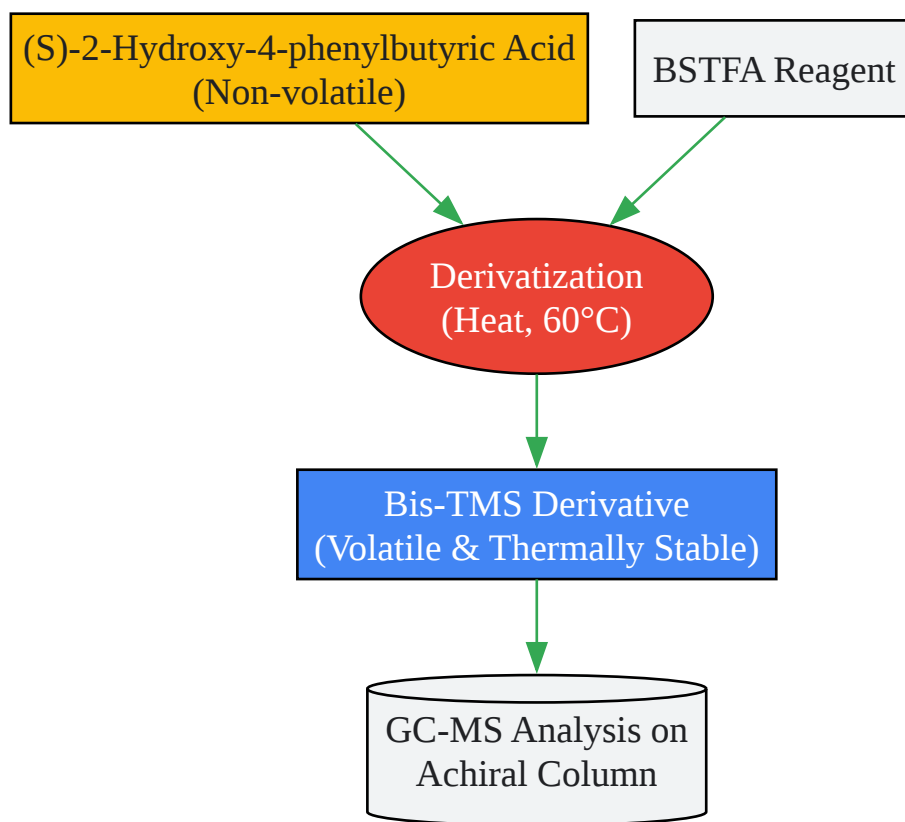 (S)-2-Hydroxy-4-phenylbutyric Acid
(Non-volatile)
BSTFA Reagent
Derivatization
(Heat, 60°C)
Bis-TMS Derivative
(Volatile & Thermally Stable)
GC-MS Analysis on
Achiral Column